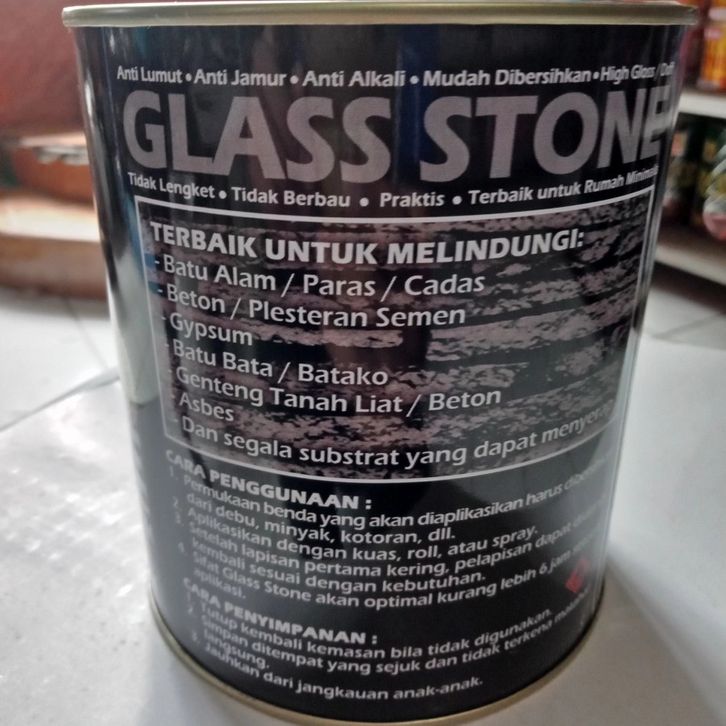 Anti Lumut • Anti Jamur • Anti Alkali • Mudah Dibersihkan • High Gloss /
GLASS STONE
Tidak Lengket • Tidak Berbau • Praktis • Terbaik untuk Rumah
TERBAIK UNTUK MELINDUNGI:
- Batu Alam / Paras / Cadas
- Beton / Plesteran Semen
- Gypsum
- Batu Bata / Batako
- Genteng Tanah Liat / Beton
- Asbes
- Dan segala substrat yang dapat
CARA PENGGUNAAN :
1. Permukaan benda yang akan diaplikasikan harus
dari debu, minyak, kotoran, dll.
2. Aplikasikan dengan kuas, roll, atau spray.
3. Setelah lapisan pertama kering, pelapisan dapat
kembali sesuai dengan kebutuhan.
4. Sifat Glass Stone akan optimal kurang lebih 6 jam
aplikasi.
CARA PENYIMPANAN :
1. Tutup kembali kemasan bila tidak digunakan.
2. Simpan ditempat yang sejuk dan tidak terkena
langsung.
3. Jauhkan dari jangkauan anak-anak.